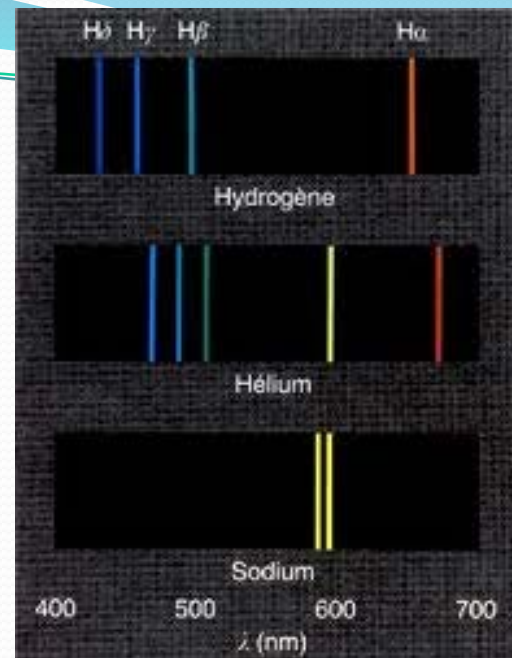 Hδ Hγ Hβ Hα
Hydrogène
Hélium
Sodium
400 500 600 700
λ (nm)